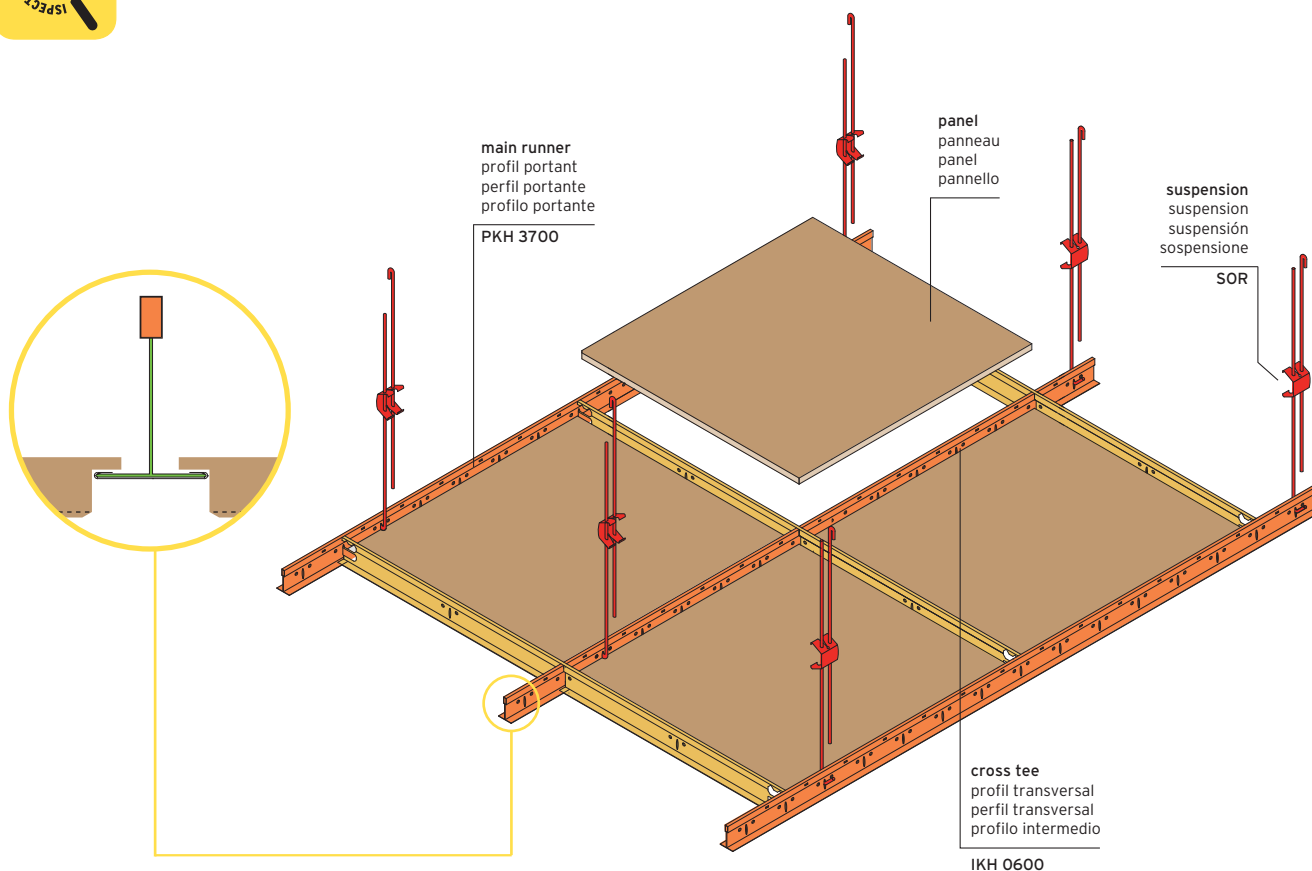 ISPECT
main runner
profil portant
perfil portante
profilo portante
PKH 3700
panel
panneau
panel
pannello
suspension
suspension
suspensión
sospensione
SOR
cross tee
profil transversal
perfil transversal
profilo intermedio
IKH 0600